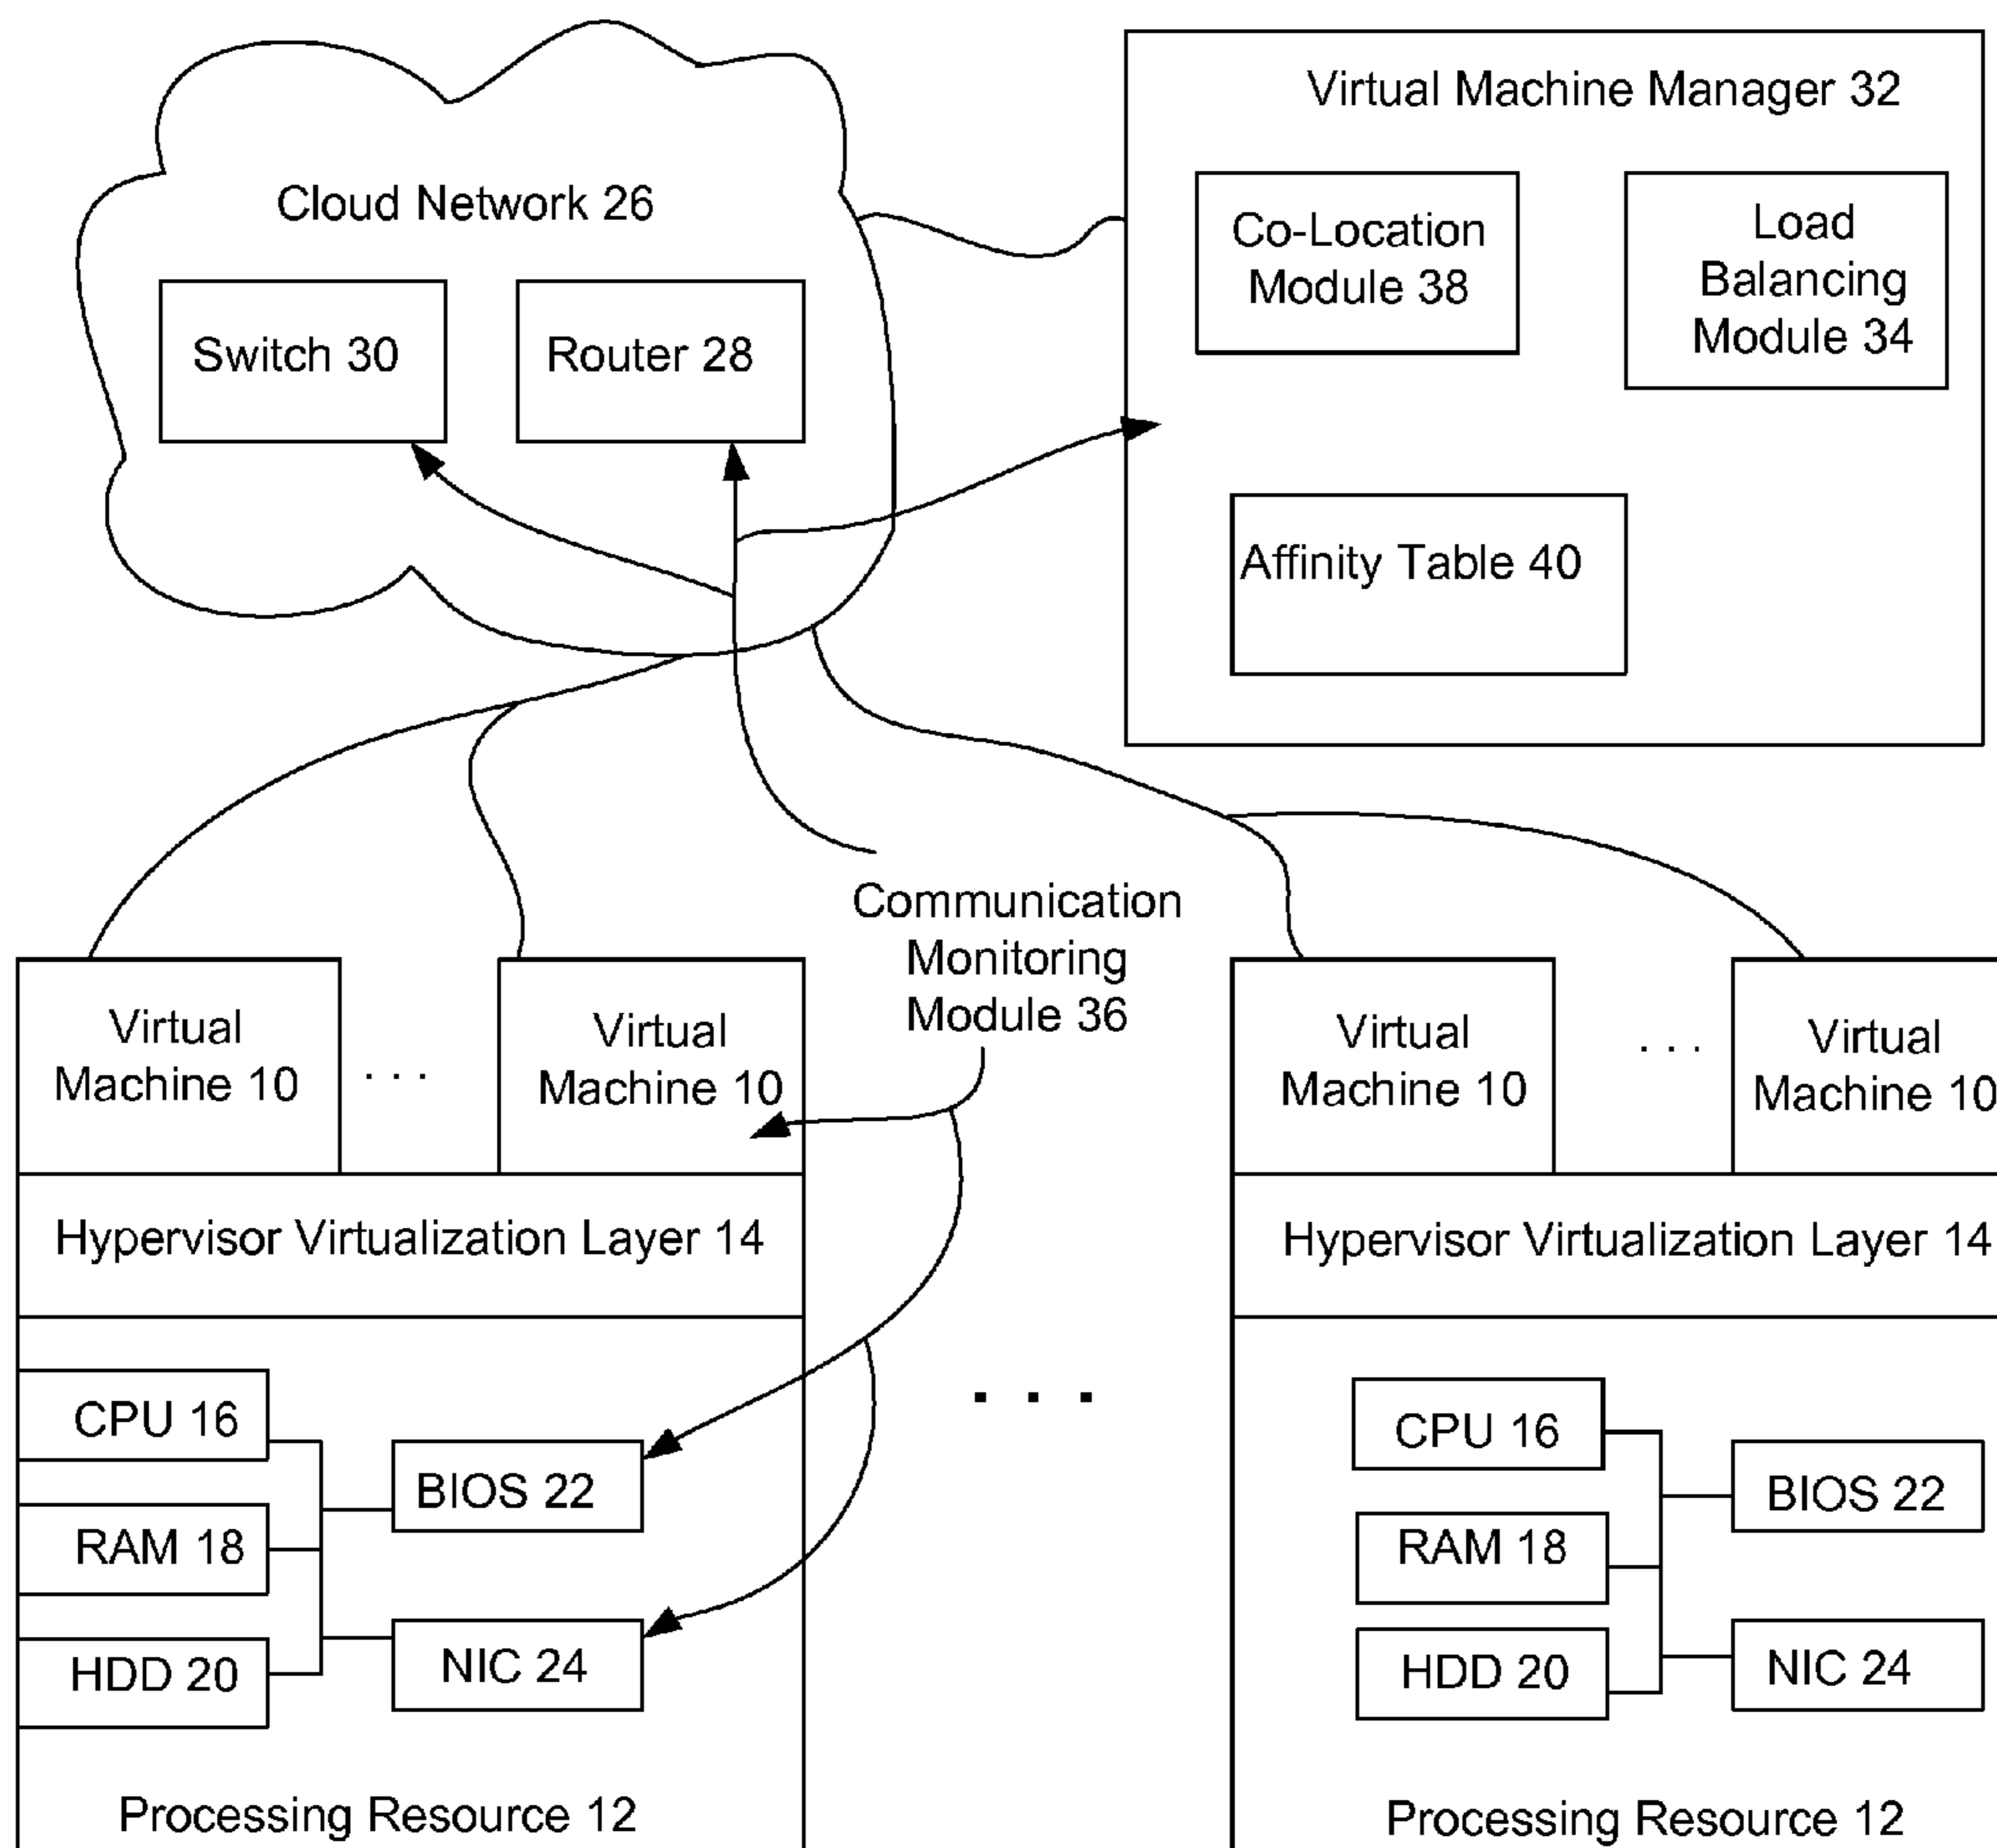 Cloud Network 26
Switch 30
Router 28
Virtual Machine Manager 32
Co-Location
Module 38
Load
Balancing
Module 34
Affinity Table 40
Communication
Monitoring
Module 36
Virtual
Machine 10
. . .
Virtual
Machine 10
Hypervisor Virtualization Layer 14
CPU 16
RAM 18
HDD 20
BIOS 22
NIC 24
Processing Resource 12
. . .
Virtual
Machine 10
. . .
Virtual
Machine 10
Hypervisor Virtualization Layer 14
CPU 16
RAM 18
HDD 20
BIOS 22
NIC 24
Processing Resource 12